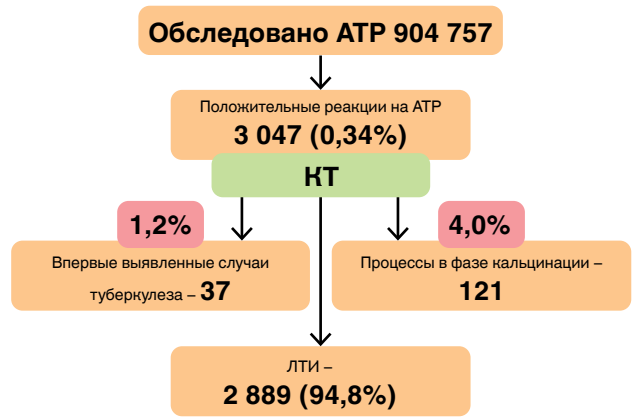 Обследовано АТР 904 757
Положительные реакции на АТР
3 047 (0,34%)
КТ
1,2%
4,0%
Впервые выявленные случаи
туберкулеза – 37
Процессы в фазе кальцинации –
121
ЛТИ –
2 889 (94,8%)